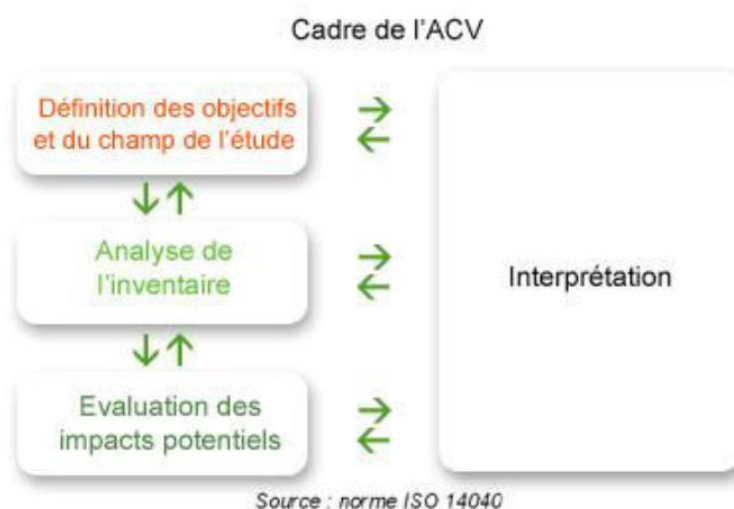 Cadre de l'ACV
Définition des objectifs
et du champ de l'étude
Analyse de
l'inventaire
Interprétation
Evaluation des
impacts potentiels
Source : norme ISO 14040